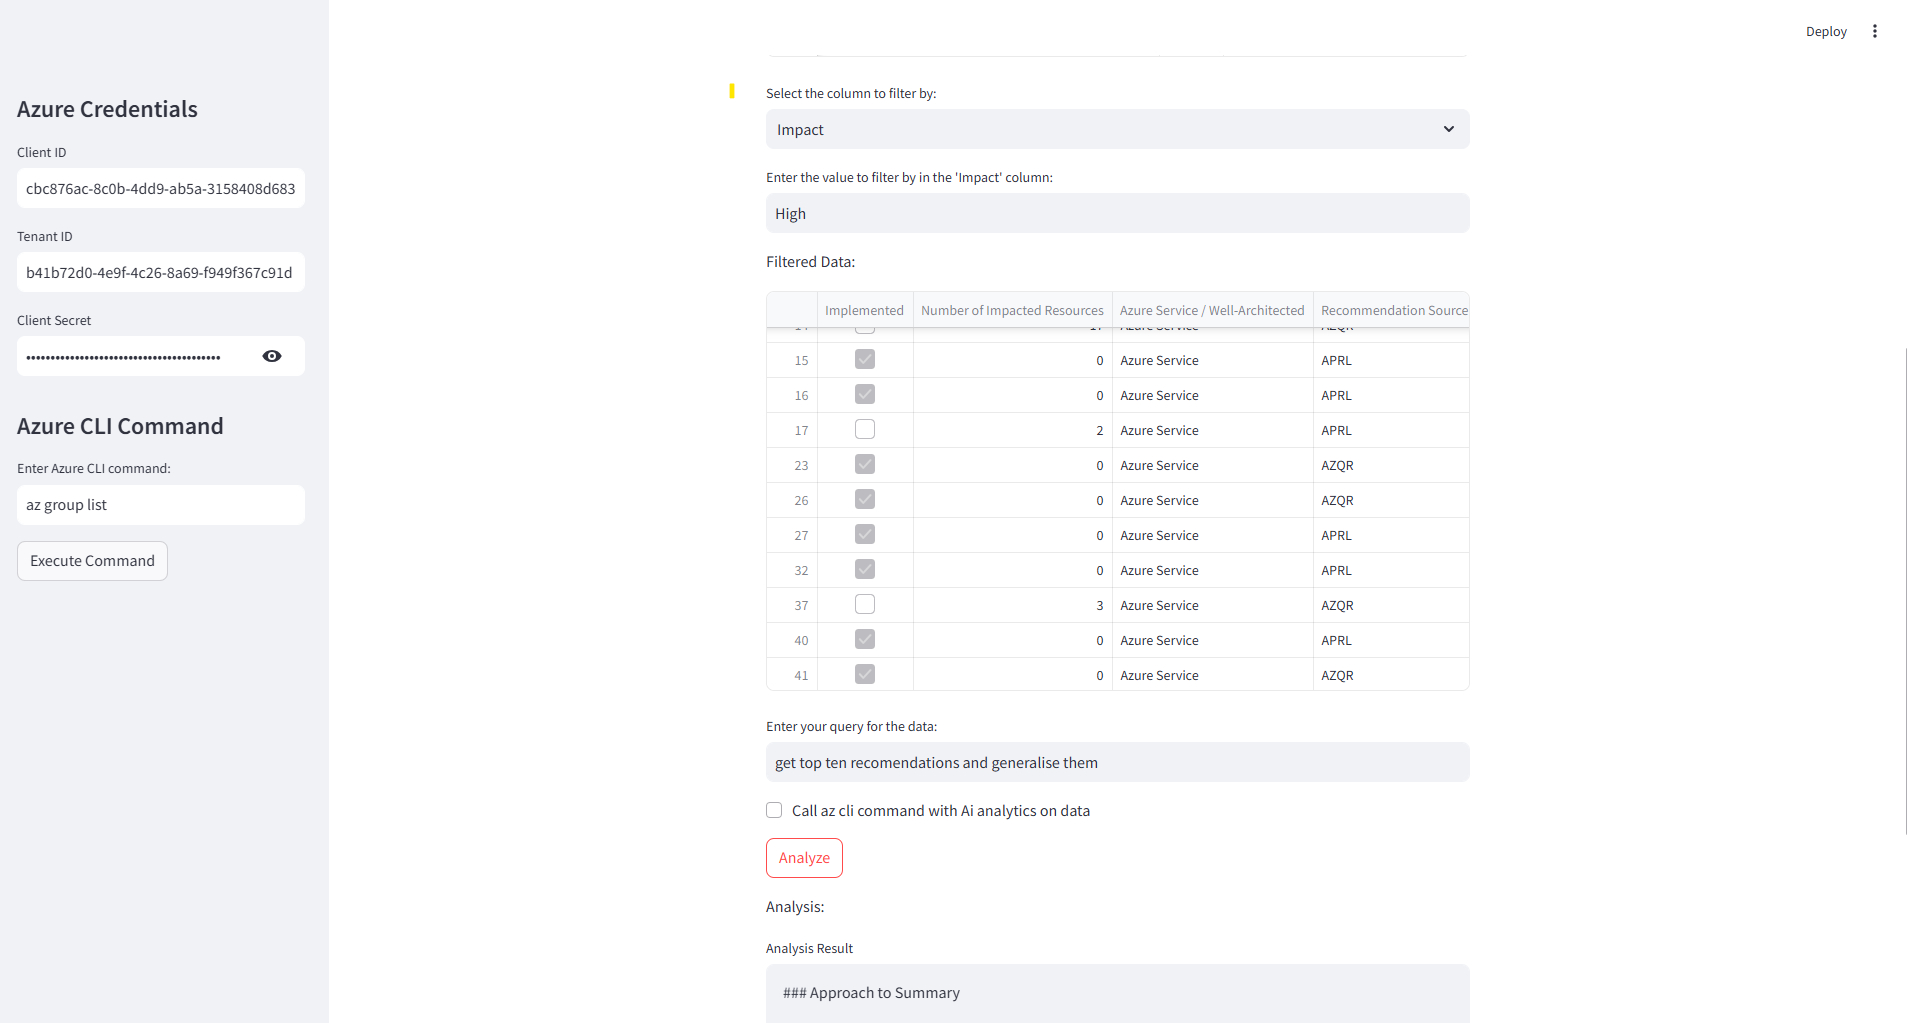 Deploy
Azure Credentials
Client ID
cbc876ac-8c0b-4dd9-ab5a-3158408d683
Tenant ID
b41b72d0-4e9f-4c26-8a69-f949f367c91d
Client Secret
••••••••••••••••••••••••••••••••••••••••
Azure CLI Command
Enter Azure CLI command:
az group list
Execute Command
Select the column to filter by:
Impact
Enter the value to filter by in the 'Impact' column:
High
Filtered Data:
Implemented Number of Impacted Resources Azure Service / Well-Architected Recommendation Source
Azure Service AZQR
15 0 Azure Service APRL
16 0 Azure Service APRL
17 2 Azure Service APRL
23 0 Azure Service AZQR
26 0 Azure Service AZQR
27 0 Azure Service APRL
32 0 Azure Service APRL
37 3 Azure Service AZQR
40 0 Azure Service APRL
41 0 Azure Service AZQR
Enter your query for the data:
get top ten recomendations and generalise them
Call az cli command with Ai analytics on data
Analyze
Analysis:
Analysis Result
### Approach to Summary